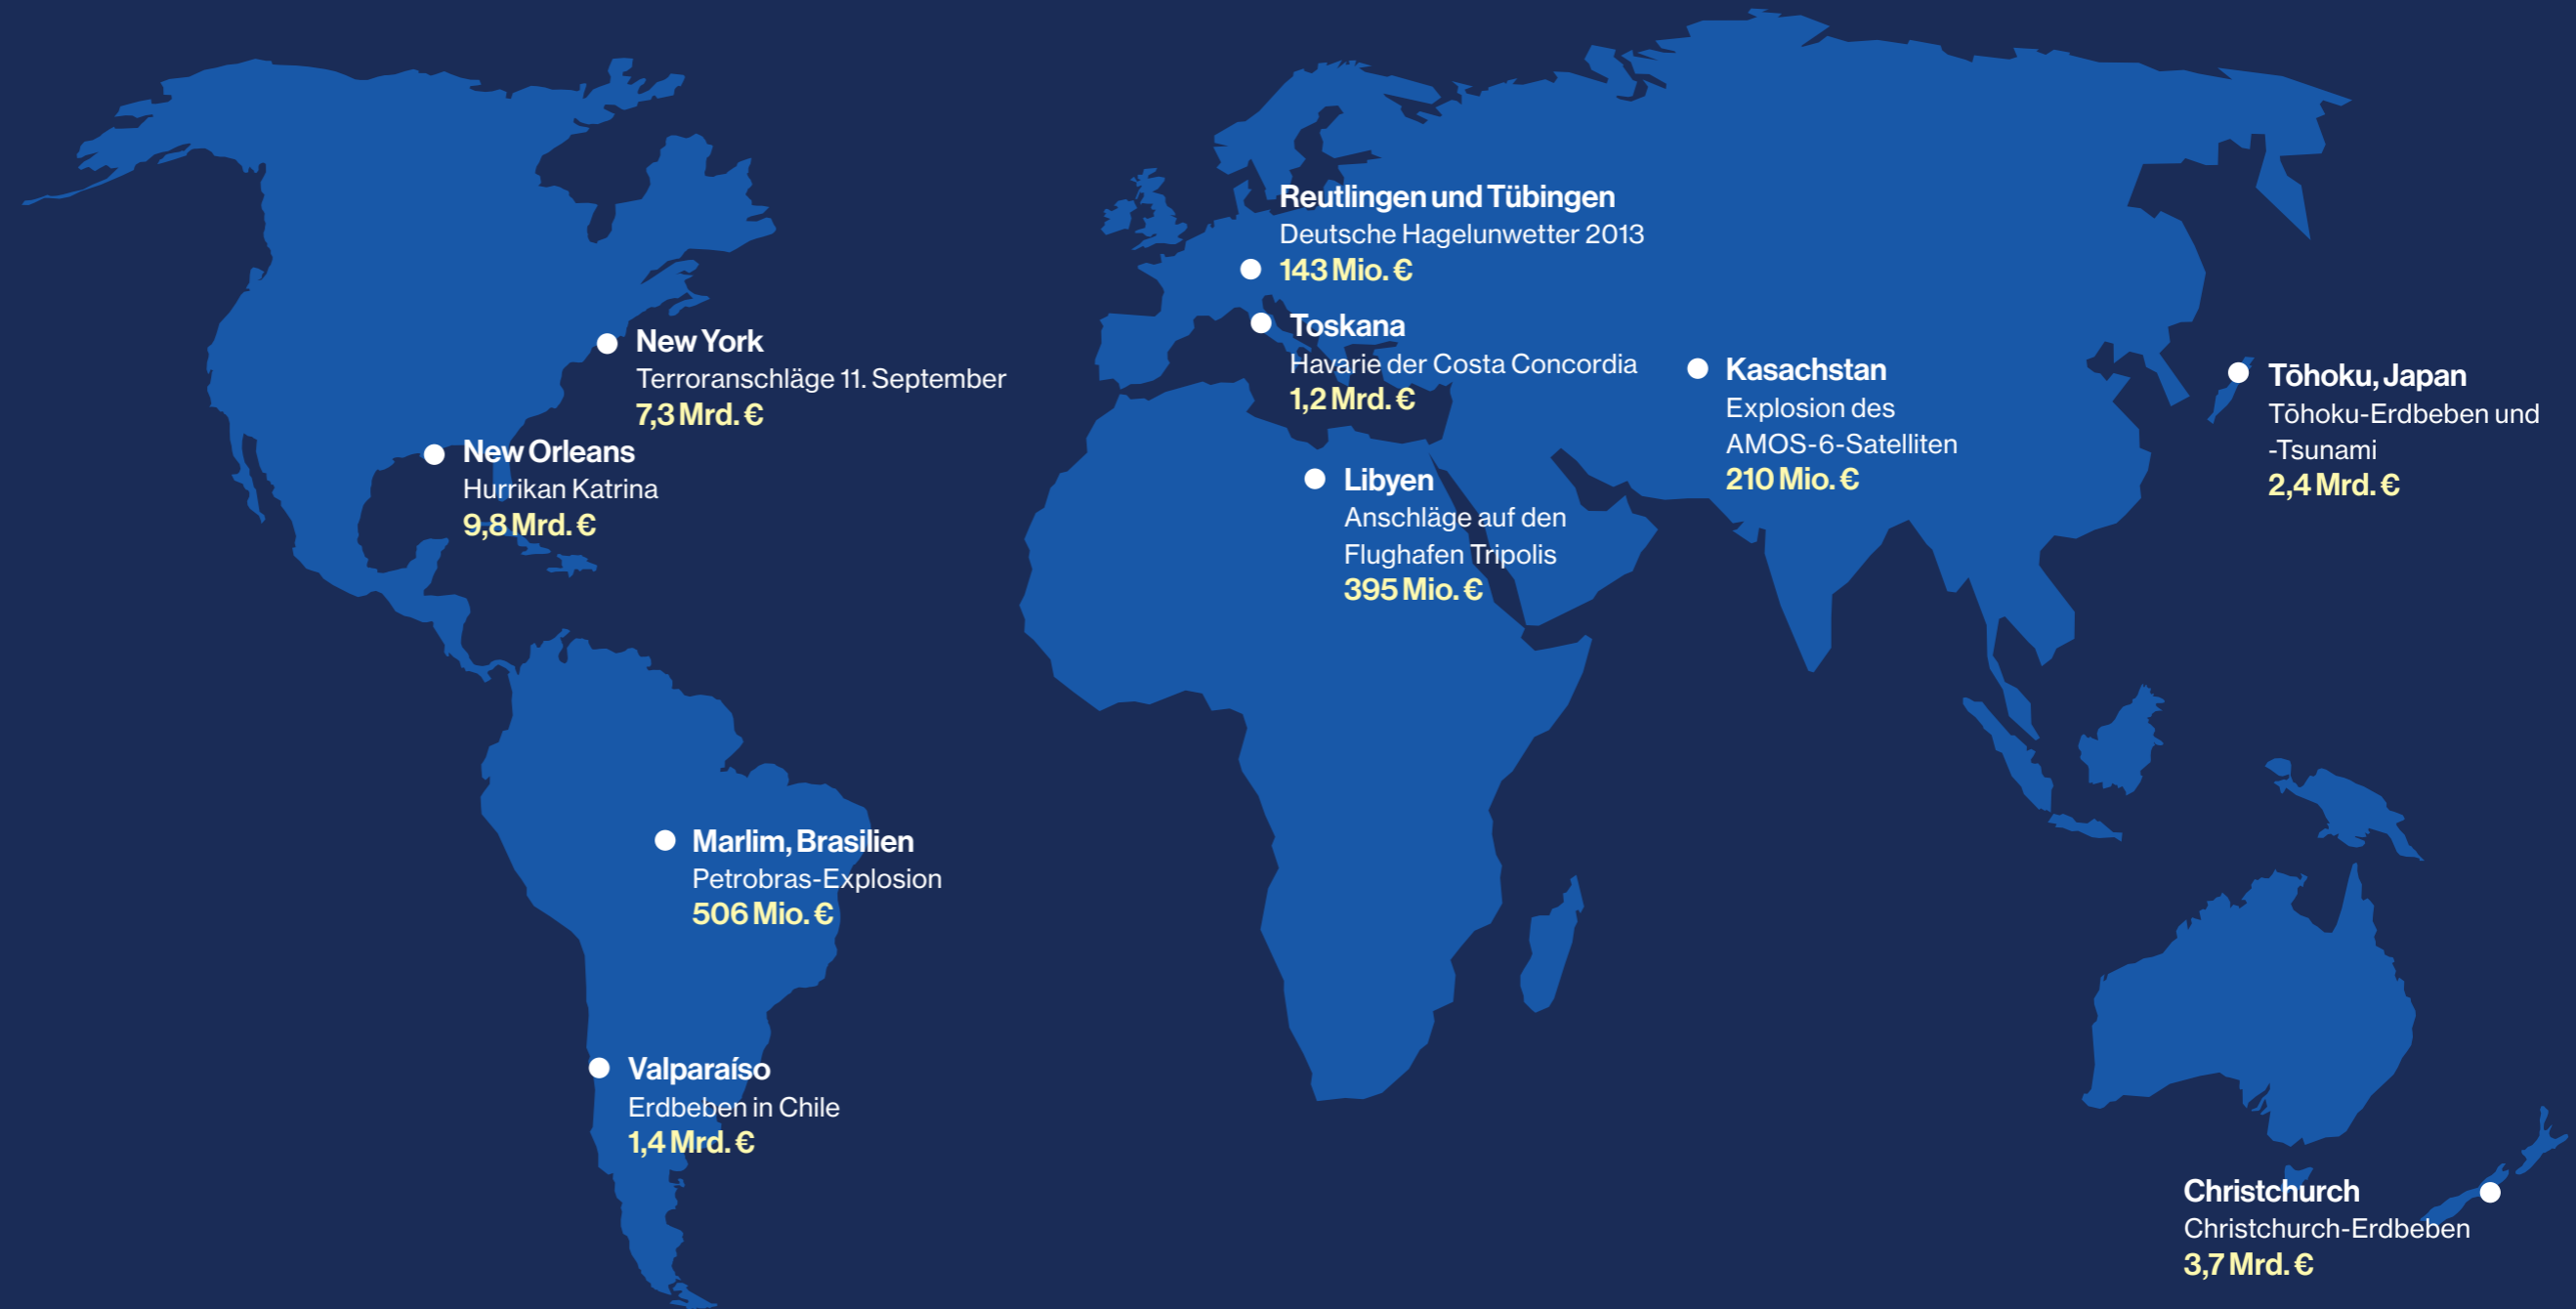 Reutlingen und Tübingen
Deutsche Hagelunwetter 2013
143 Mio. €
Toskana
Havarie der Costa Concordia
1,2 Mrd. €
New York
Terroranschläge 11. September
7,3 Mrd. €
New Orleans
Hurrikan Katrina
9,8 Mrd. €
Kasachstan
Explosion des
AMOS-6-Satelliten
210 Mio. €
Tōhoku, Japan
Tōhoku-Erdbeben und
-Tsunami
2,4 Mrd. €
Libyen
Anschläge auf den
Flughafen Tripolis
395 Mio. €
Marlim, Brasilien
Petrobras-Explosion
506 Mio. €
Valparaíso
Erdbeben in Chile
1,4 Mrd. €
Christchurch
Christchurch-Erdbeben
3,7 Mrd. €